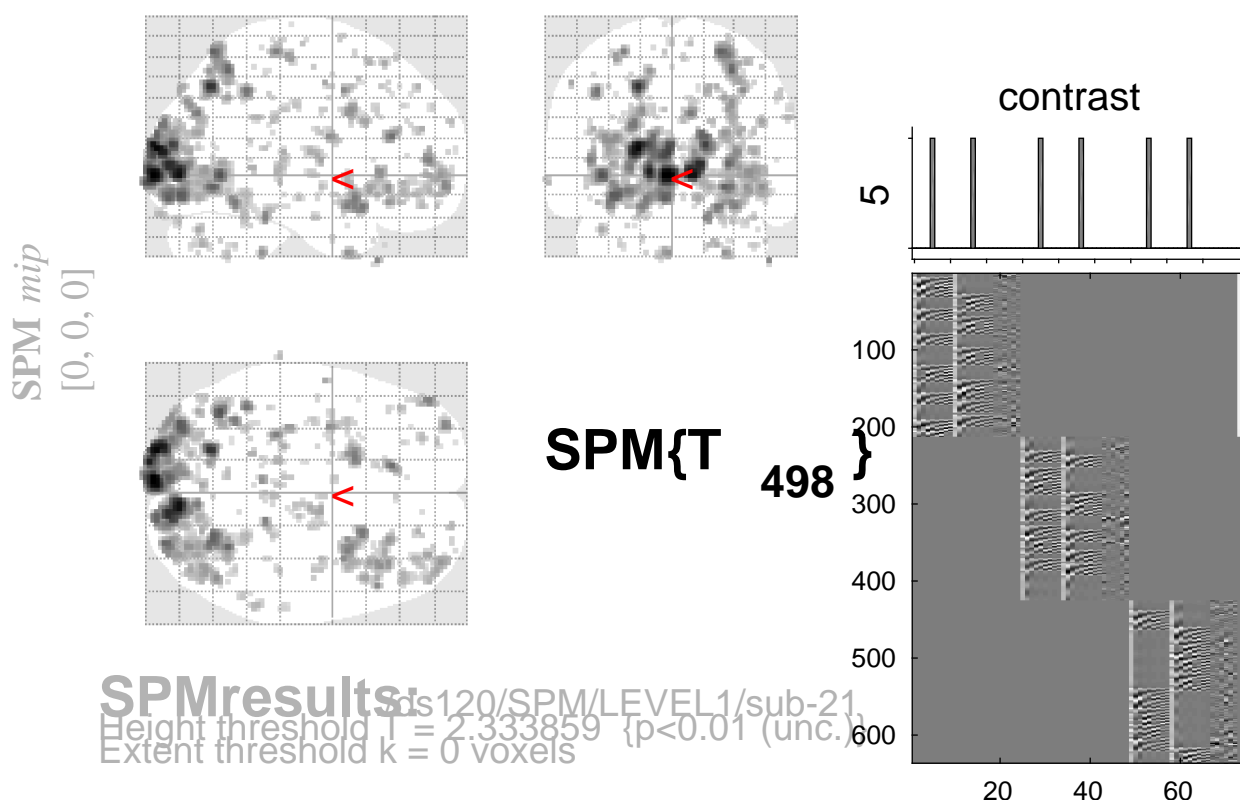 SPM mip
[0, 0, 0]
<
<
<
contrast
5
SPM{T498}
100
200
300
400
500
600
20 40 60
SPMresults: /ds120/SPM/LEVEL1/sub-21
Height threshold T = 2.333859 {p<0.01 (unc.)}
Extent threshold k = 0 voxels